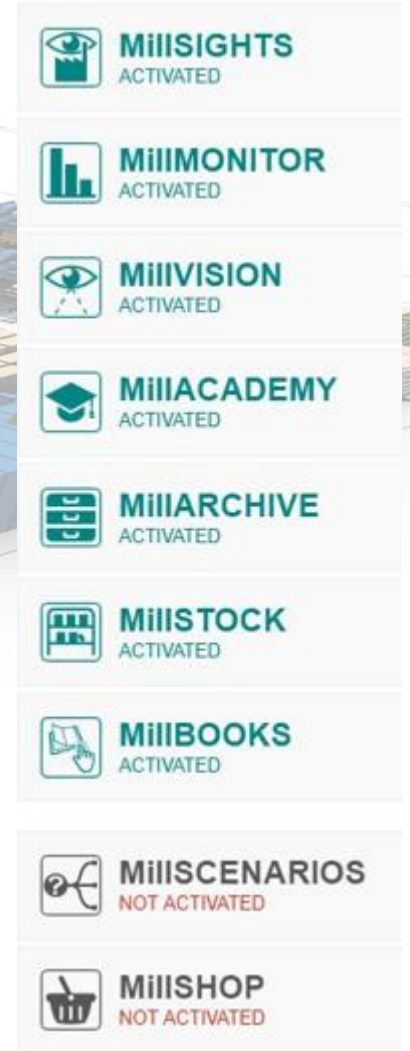 MillSIGHTS
ACTIVATED
MillMONITOR
ACTIVATED
MillVISION
ACTIVATED
MillACADEMY
ACTIVATED
MillARCHIVE
ACTIVATED
MillSTOCK
ACTIVATED
MillBOOKS
ACTIVATED
MillSCENARIOS
NOT ACTIVATED
MillSHOP
NOT ACTIVATED